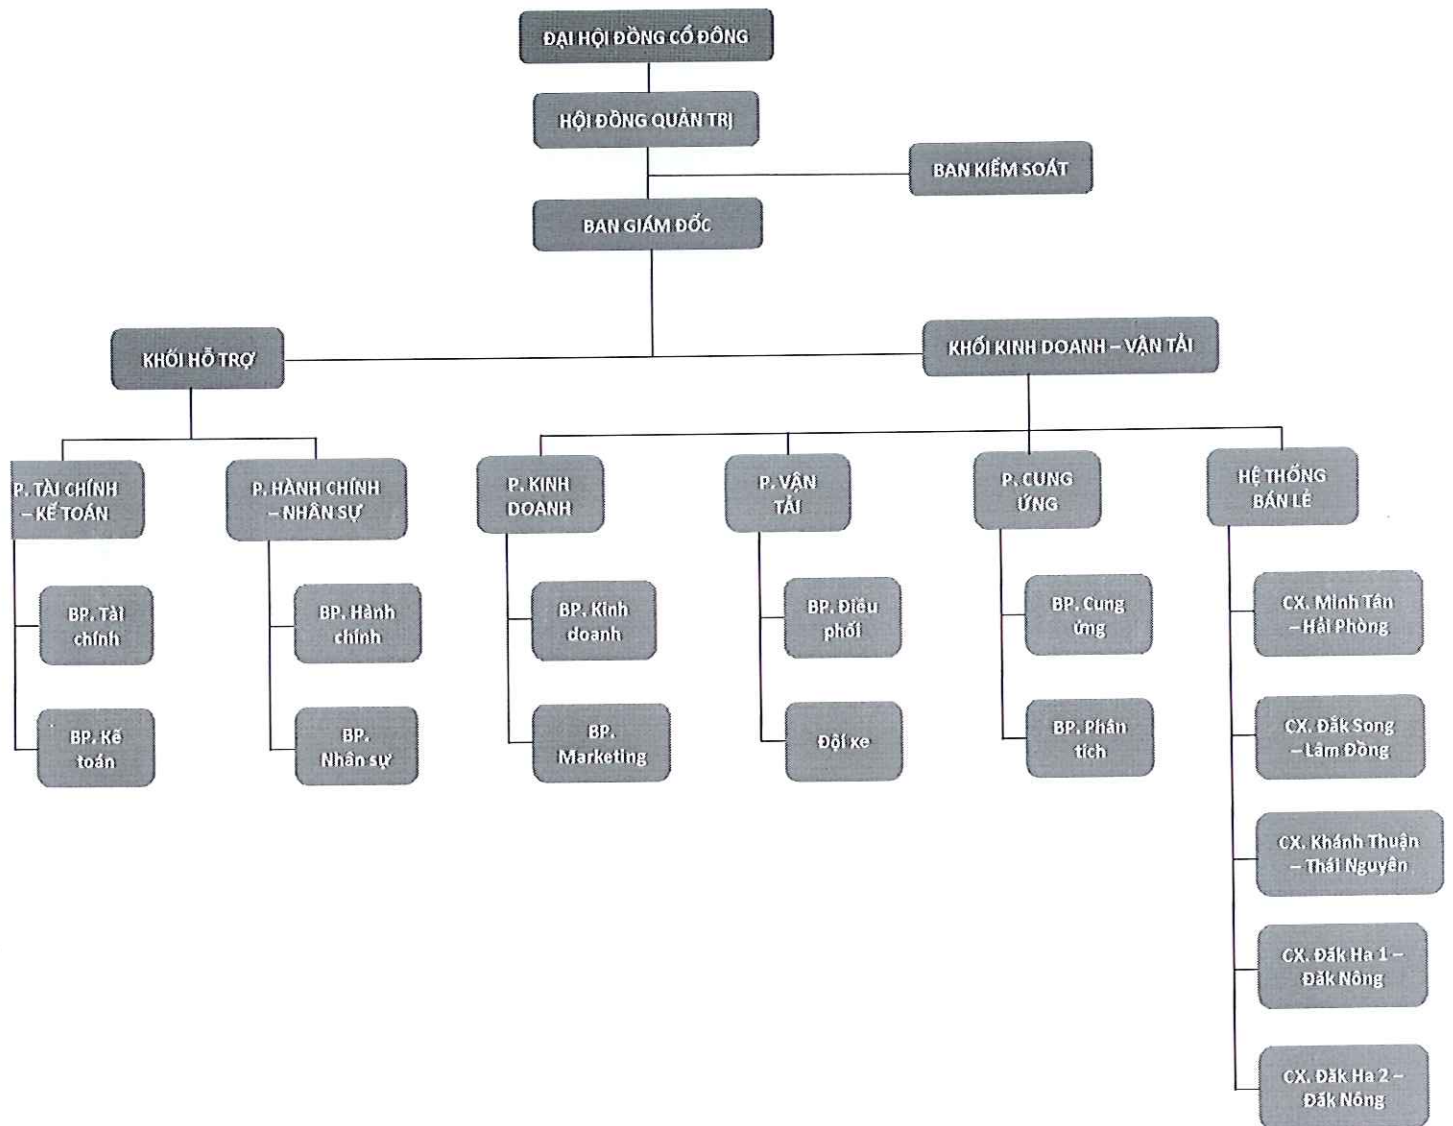 ĐẠI HỘI ĐỒNG CỔ ĐÔNG
HỘI ĐỒNG QUẢN TRỊ
BAN KIỂM SOÁT
BAN GIÁM ĐỐC
KHỐI HỖ TRỢ
KHỐI KINH DOANH – VẬN TẢI
P. TÀI CHÍNH
– KẾ TOÁN
P. HÀNH CHÍNH
– NHÂN SỰ
P. KINH
DOANH
P. VẬN
TẢI
P. CUNG
ỨNG
HỆ THỐNG
BÁN LẺ
BP. Tài
chính
BP. Hành
chính
BP. Kinh
doanh
BP. Điều
phối
BP. Cung
ứng
CX. Minh Tân
– Hải Phòng
BP. Kế
toán
BP.
Nhân sự
BP.
Marketing
Đội xe
BP. Phân
tích
CX. Đắk Song
– Lâm Đồng
CX. Khánh Thuận
– Thái Nguyên
CX. Đăk Ha 1 –
Đăk Nông
CX. Đăk Ha 2 –
Đăk Nông